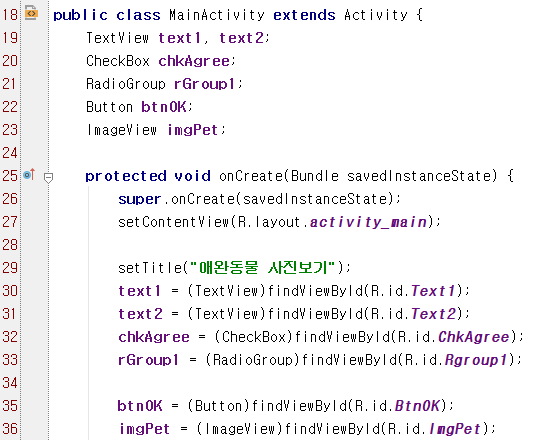 18 public class MainActivity extends Activity {
19 TextView text1, text2;
20 CheckBox chkAgree;
21 RadioGroup rGroup1;
22 Button btnOK;
23 ImageView imgPet;
24
25 protected void onCreate(Bundle savedInstanceState) {
26 super.onCreate(savedInstanceState);
27 setContentView(R.layout.activity_main);
28
29 setTitle("애완동물 사진보기");
30 text1 = (TextView)findViewById(R.id.Text1);
31 text2 = (TextView)findViewById(R.id.Text2);
32 chkAgree = (CheckBox)findViewById(R.id.ChkAgree);
33 rGroup1 = (RadioGroup)findViewById(R.id.Rgroup1);
34
35 btnOK = (Button)findViewById(R.id.BtnOK);
36 imgPet = (ImageView)findViewById(R.id.ImgPet);